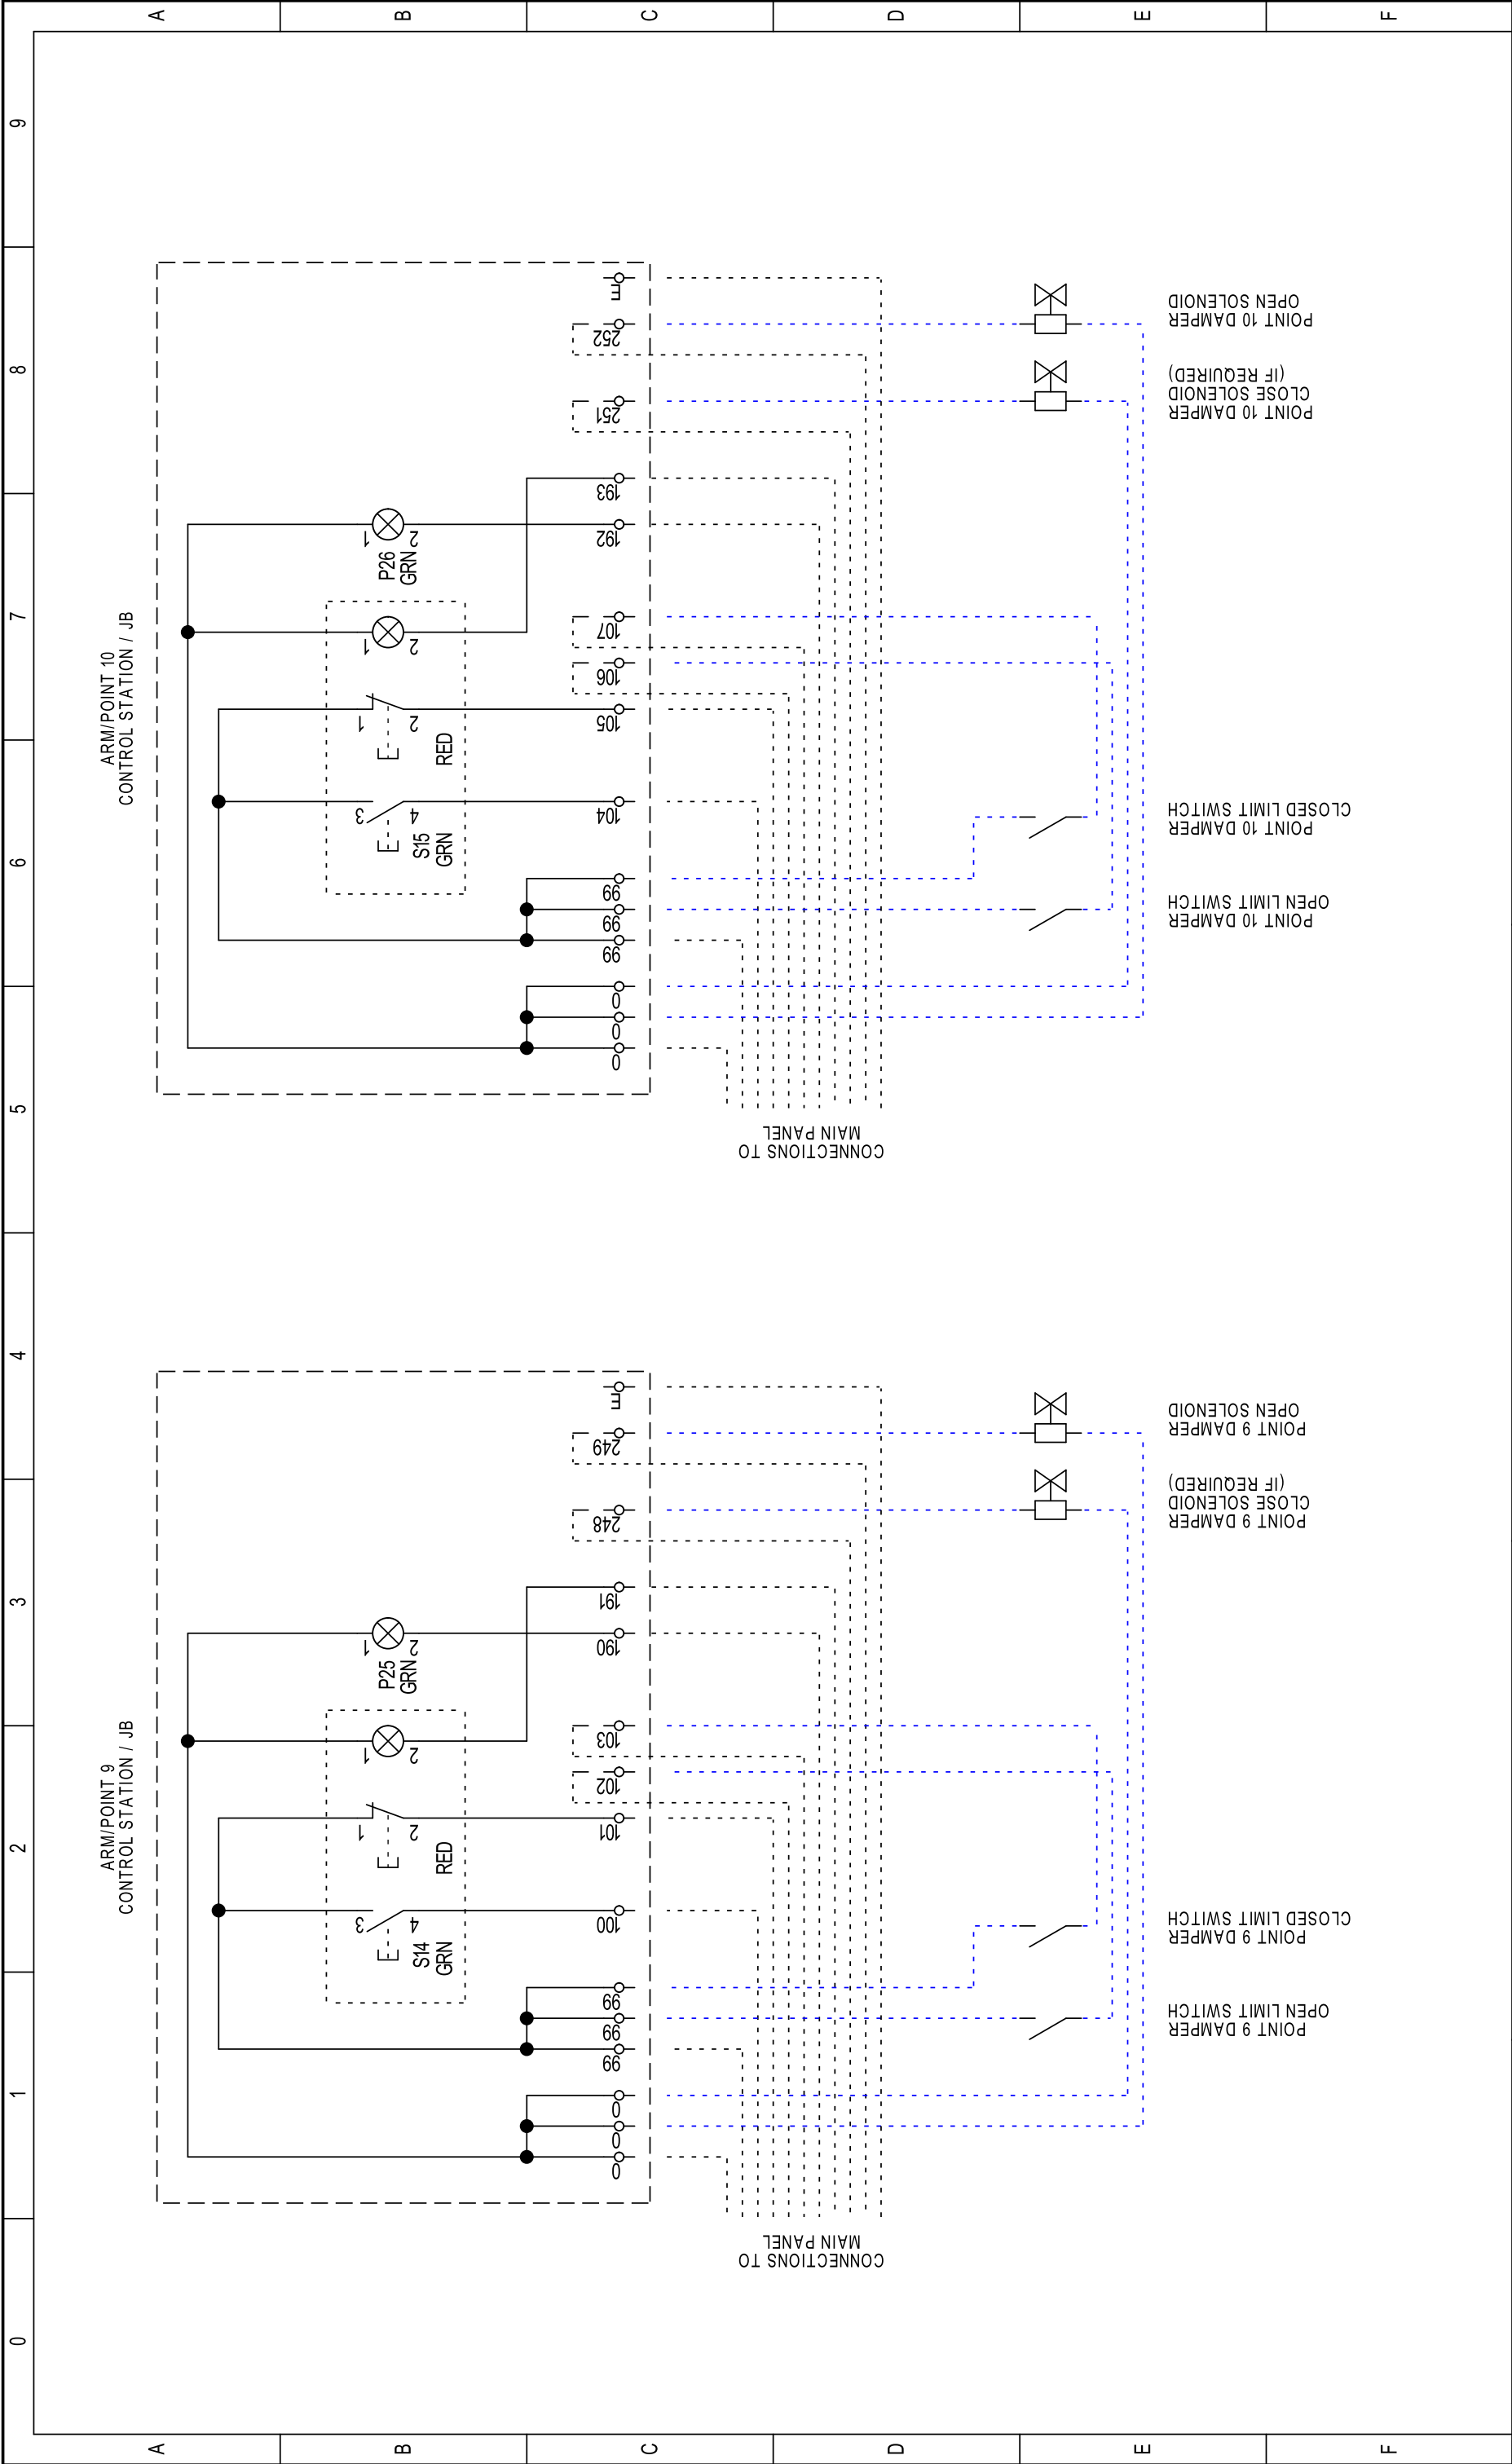 0
1
2
3
4
5
6
7
8
9
A
B
C
D
E
F
A
B
C
D
E
F
ARM/POINT 9
CONTROL STATION / JB
3
4
S14
GRN
1
2
RED
1
2
1
2
P25
GRN
0
0
0
99
99
99
100
101
102
103
190
191
248
249
E
CONNECTIONS TO
MAIN PANEL
POINT 9 DAMPER
OPEN LIMIT SWITCH
POINT 9 DAMPER
CLOSED LIMIT SWITCH
POINT 9 DAMPER
CLOSE SOLENOID
(IF REQUIRED)
POINT 9 DAMPER
OPEN SOLENOID
ARM/POINT 10
CONTROL STATION / JB
3
4
S15
GRN
1
2
RED
1
2
1
2
P26
GRN
0
0
0
99
99
99
104
105
106
107
192
193
251
252
E
CONNECTIONS TO
MAIN PANEL
POINT 10 DAMPER
OPEN LIMIT SWITCH
POINT 10 DAMPER
CLOSED LIMIT SWITCH
POINT 10 DAMPER
CLOSE SOLENOID
(IF REQUIRED)
POINT 10 DAMPER
OPEN SOLENOID